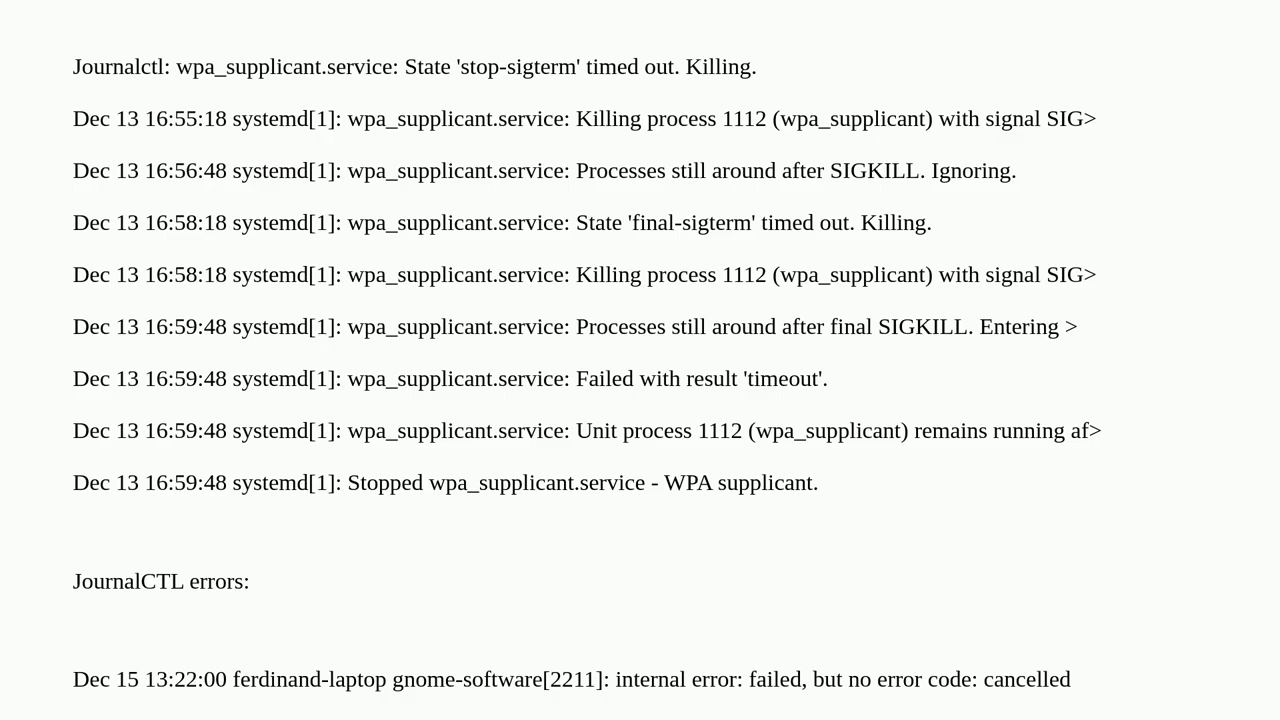 Journalctl: wpa_supplicant.service: State 'stop-sigterm' timed out. Killing.
Dec 13 16:55:18 systemd[1]: wpa_supplicant.service: Killing process 1112 (wpa_supplicant) with signal SIG>
Dec 13 16:56:48 systemd[1]: wpa_supplicant.service: Processes still around after SIGKILL. Ignoring.
Dec 13 16:58:18 systemd[1]: wpa_supplicant.service: State 'final-sigterm' timed out. Killing.
Dec 13 16:58:18 systemd[1]: wpa_supplicant.service: Killing process 1112 (wpa_supplicant) with signal SIG>
Dec 13 16:59:48 systemd[1]: wpa_supplicant.service: Processes still around after final SIGKILL. Entering >
Dec 13 16:59:48 systemd[1]: wpa_supplicant.service: Failed with result 'timeout'.
Dec 13 16:59:48 systemd[1]: wpa_supplicant.service: Unit process 1112 (wpa_supplicant) remains running af>
Dec 13 16:59:48 systemd[1]: Stopped wpa_supplicant.service - WPA supplicant.
JournalCTL errors:
Dec 15 13:22:00 ferdinand-laptop gnome-software[2211]: internal error: failed, but no error code: cancelled